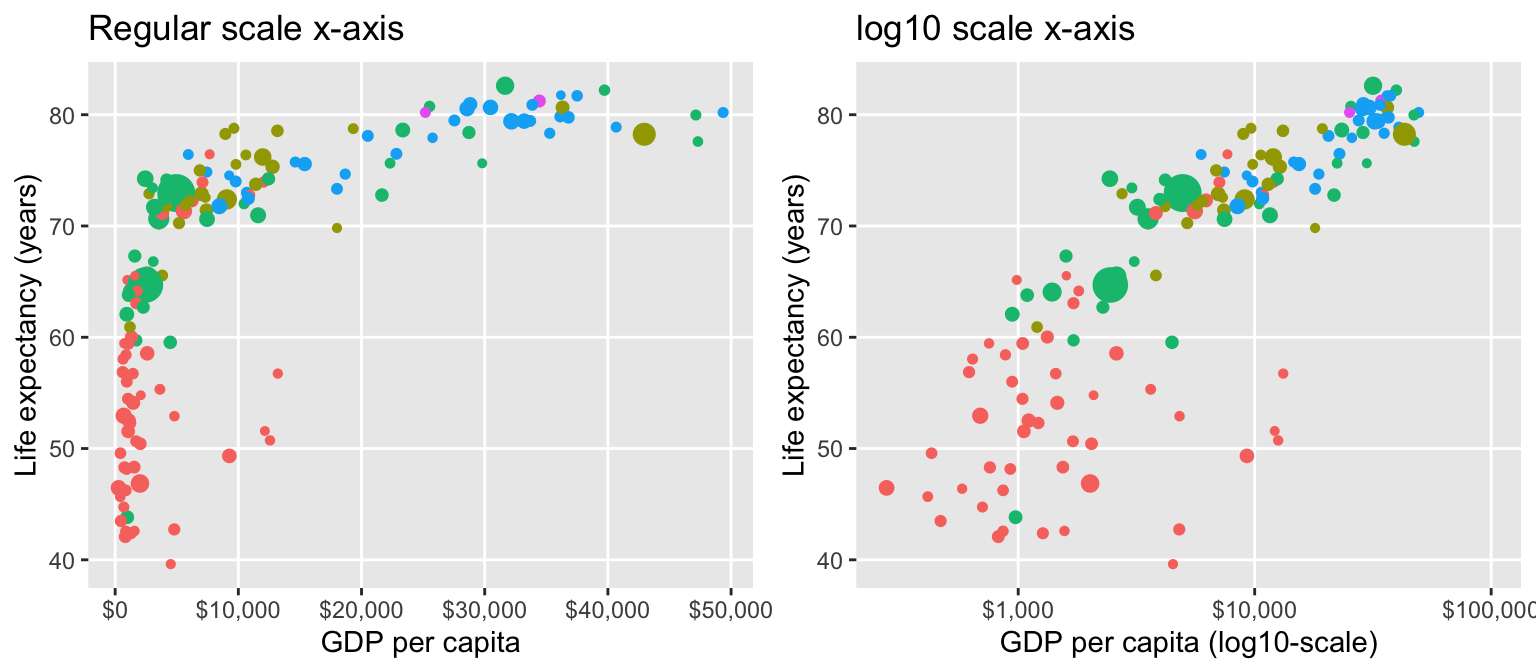 Regular scale x-axis
Life expectancy (years)
80
70
60
50
40
$0 $10,000 $20,000 $30,000 $40,000 $50,000
GDP per capita
log10 scale x-axis
Life expectancy (years)
80
70
60
50
40
$1,000 $10,000 $100,000
GDP per capita (log10-scale)